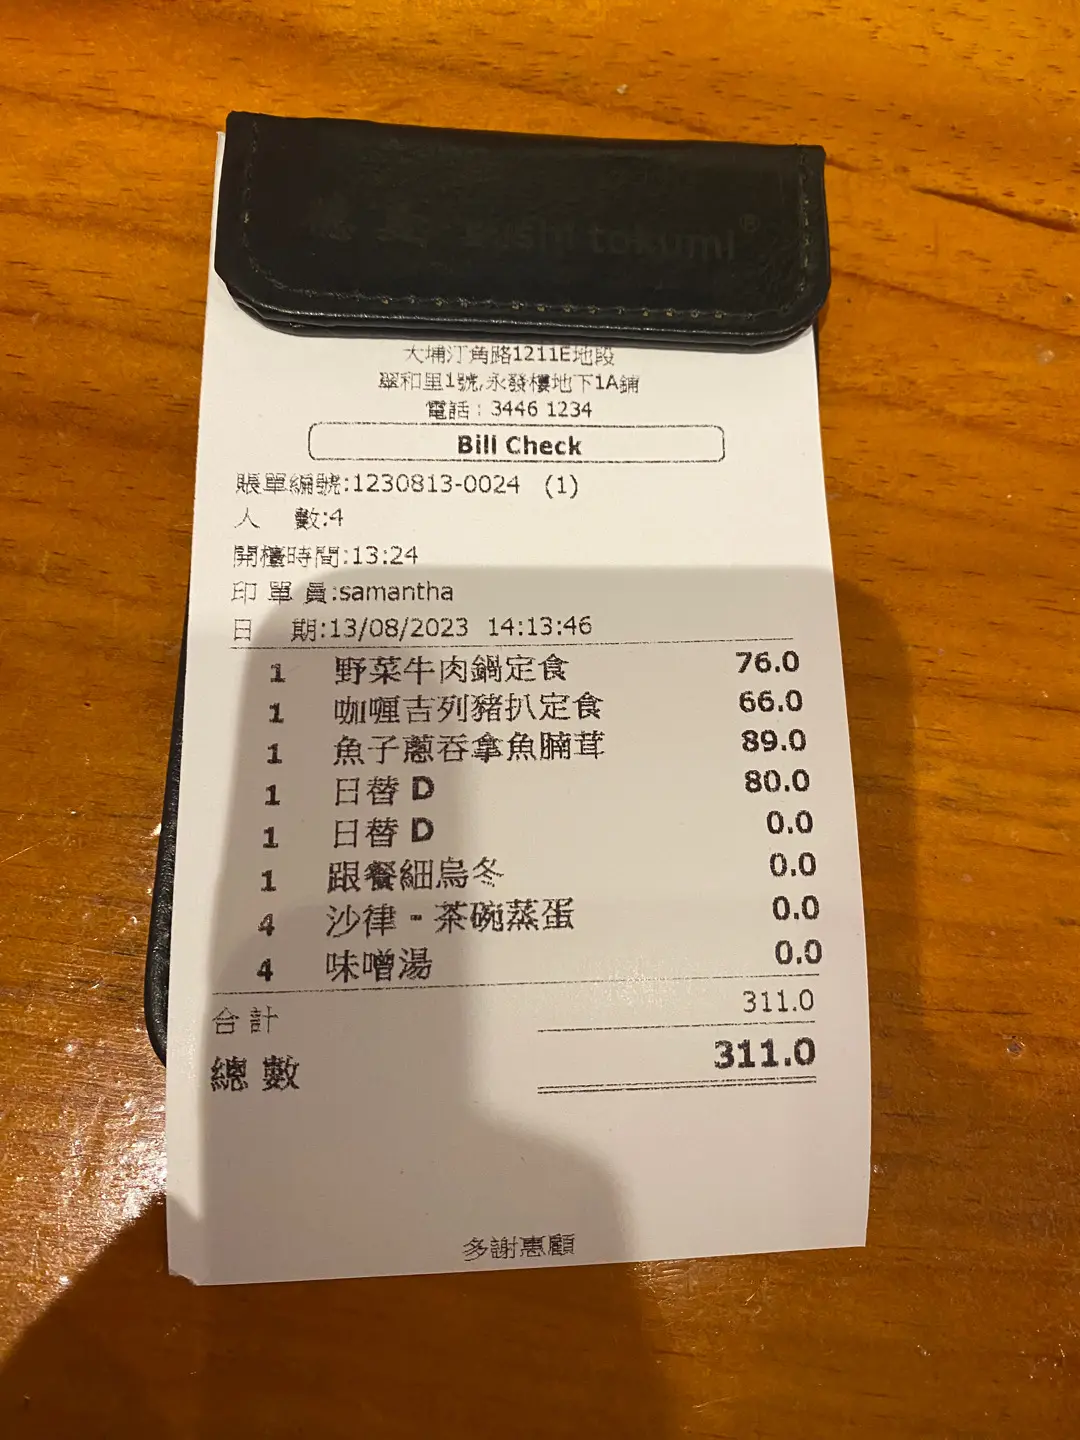 sushi tokumi®
大埔汀角路1211E地段
翠和里1號,永發樓地下1A鋪
電話：3446 1234
Bill Check
賬單編號:1230813-0024 (1)
人 數:4
開檯時間:13:24
印 單 員:samantha
日 期:13/08/2023 14:13:46
1 野菜牛肉鍋定食 76.0
1 咖喱吉列豬扒定食 66.0
1 魚子蔥吞拿魚腩茸 89.0
1 日替 D 80.0
1 日替 D 0.0
1 跟餐細烏冬 0.0
4 沙律 - 茶碗蒸蛋 0.0
4 味噌湯 0.0
合 計 311.0
總 數 311.0
多謝惠顧